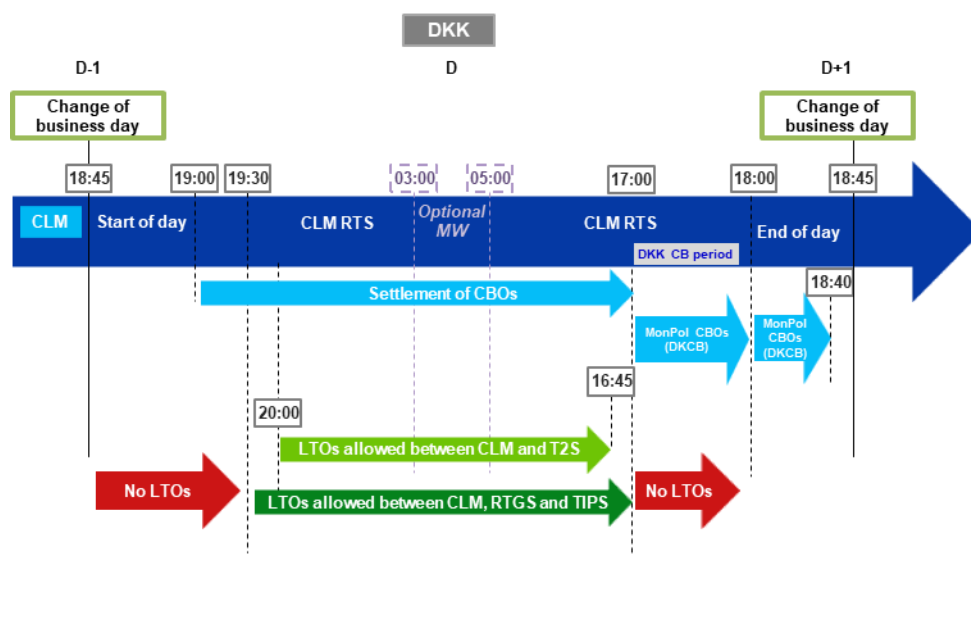 DKK
D-1
D
D+1
Change of
business day
Change of
business day
18:45
19:00
19:30
03:00
05:00
17:00
18:00
18:45
CLM
Start of day
CLM RTS
Optional
MW
CLM RTS
End of day
DKK CB period
18:40
Settlement of CBOs
MonPol CBOs
(DKCB)
MonPol
CBOs
(DKCB)
16:45
20:00
LTOs allowed between CLM and T2S
No LTOs
LTOs allowed between CLM, RTGS and TIPS
No LTOs